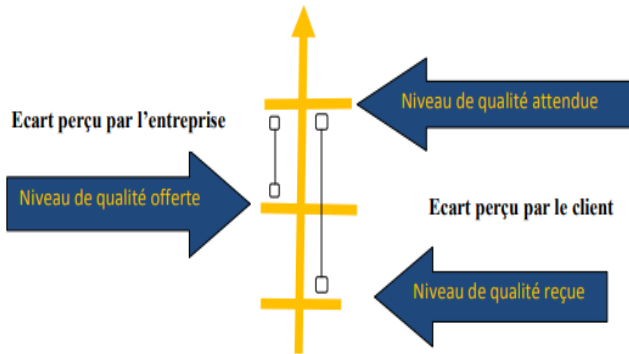 Niveau de qualité attendue
Ecart perçu par l'entreprise
Niveau de qualité offerte
Ecart perçu par le client
Niveau de qualité reçue